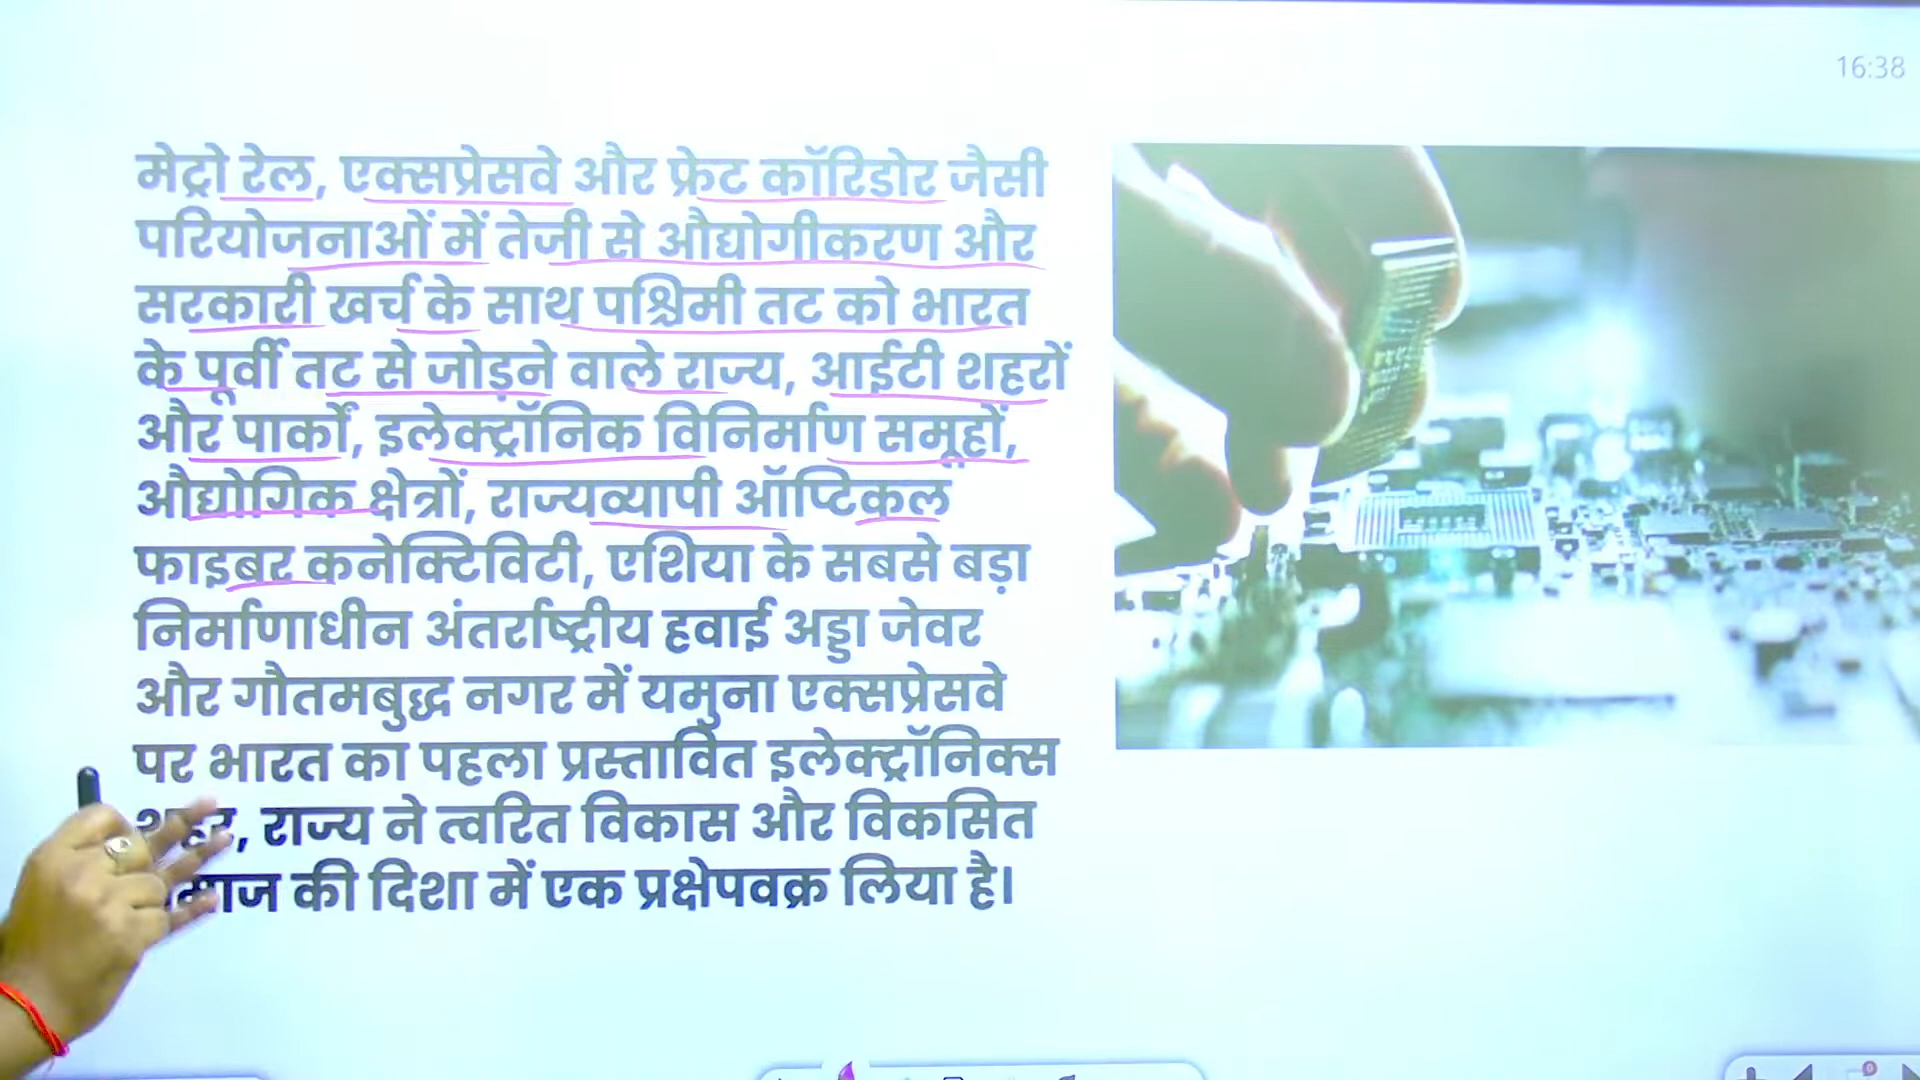 16:38
मेट्रो रेल, एक्सप्रेसवे और फ्रेट कॉरिडोर जैसी
परियोजनाओं में तेजी से औद्योगीकरण और
सरकारी खर्च के साथ पश्चिमी तट को भारत
के पूर्वी तट से जोड़ने वाले राज्य, आईटी शहरों
और पार्कों, इलेक्ट्रॉनिक विनिर्माण समूहों,
औद्योगिक क्षेत्रों, राज्यव्यापी ऑप्टिकल
फाइबर कनेक्टिविटी, एशिया के सबसे बड़ा
निर्माणाधीन अंतर्राष्ट्रीय हवाई अड्डा जेवर
और गौतमबुद्ध नगर में यमुना एक्सप्रेसवे
पर भारत का पहला प्रस्तावित इलेक्ट्रॉनिक्स
राज्य ने त्वरित विकास और विकसित
की दिशा में एक प्रक्षेपवक्र लिया है।